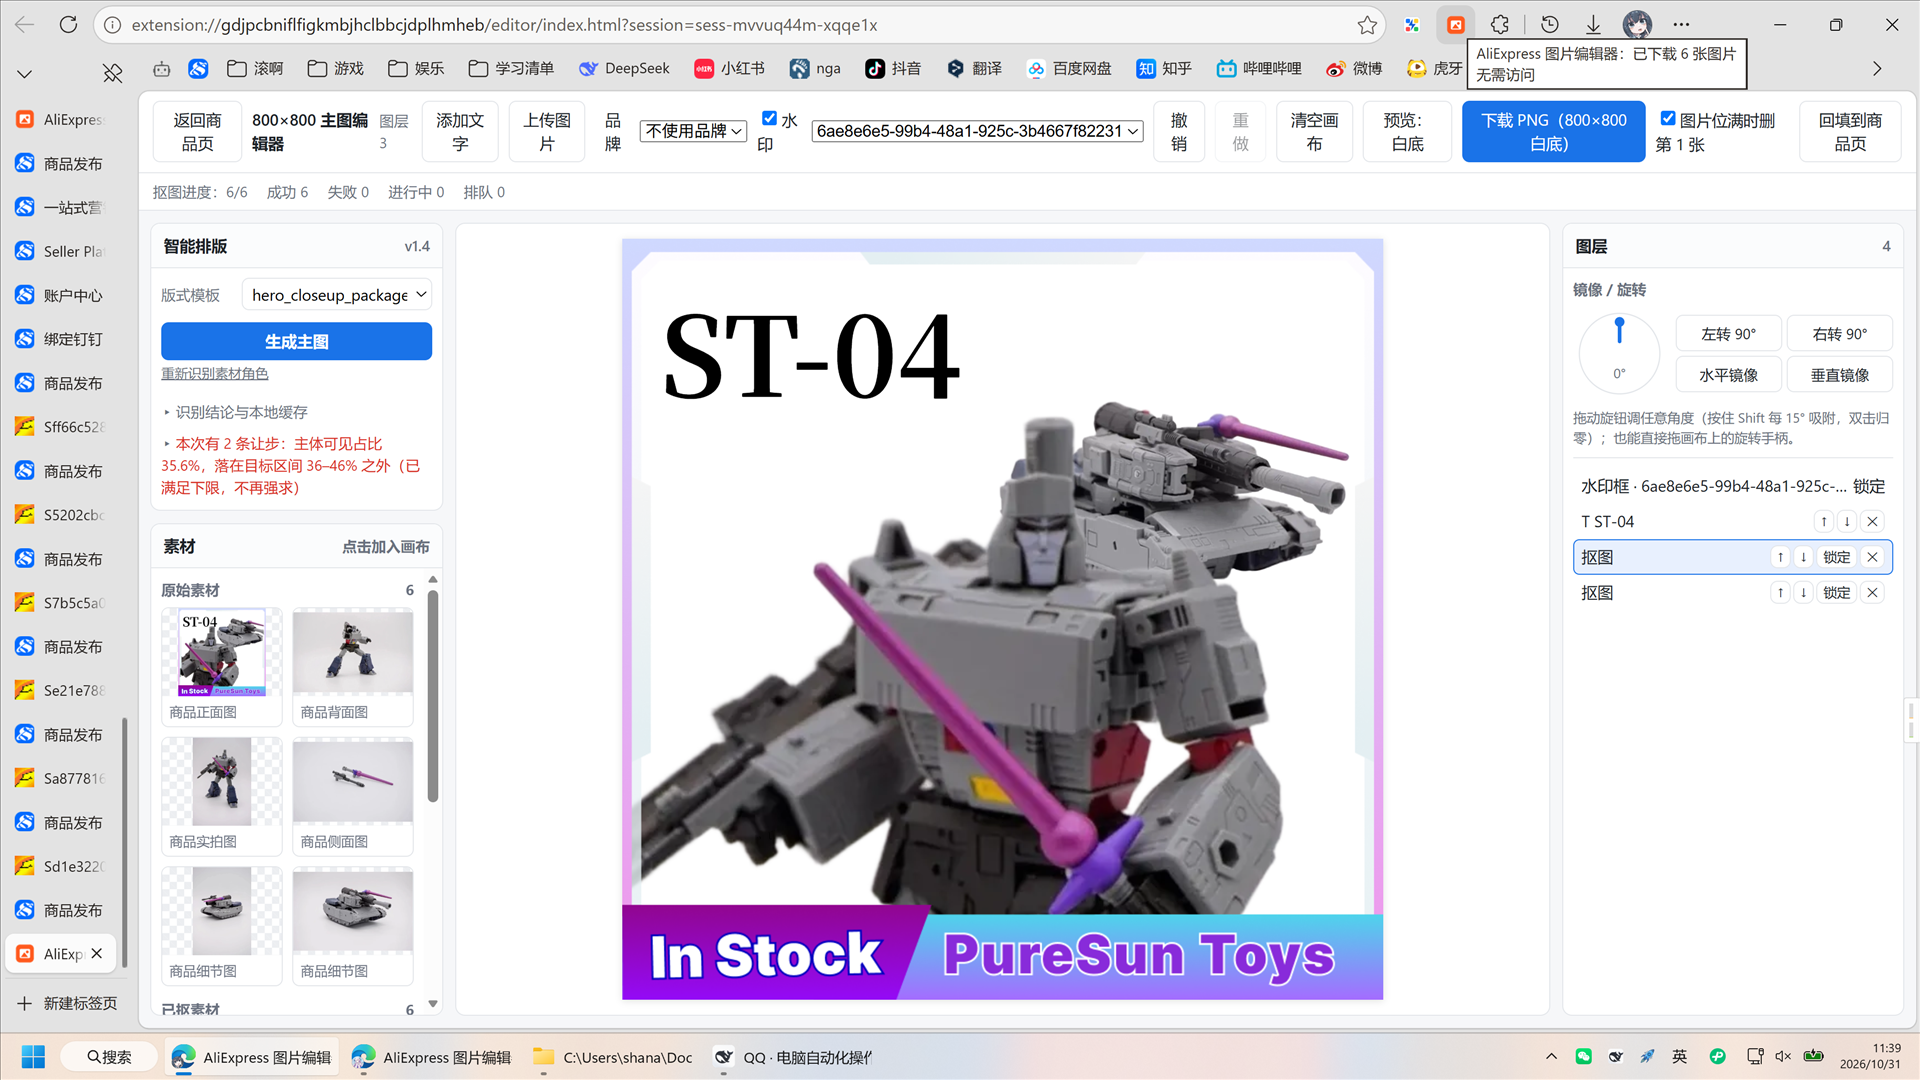 extension://gdjpcbniflfigkmbjhclbbcjdplhmheb/editor/index.html?session=sess-mvvuq44m-xqqe1x
AliExpress 图片编辑器：已下载 6 张图片
无需访问
滚啊
游戏
娱乐
学习清单
DeepSeek
小红书
nga
抖音
翻译
百度网盘
知乎
哔哩哔哩
微博
虎牙
AliExpres
商品发布
一站式营
Seller Pla
账户中心
绑定钉钉
商品发布
Sff66c528
商品发布
S5202cbc
商品发布
S7b5c5a0
商品发布
Se21e788
商品发布
Sa877816
商品发布
Sd1e3220
商品发布
AliExp
新建标签页
返回商品页
800×800 主图编辑器
图层 3
添加文字
上传图片
品牌
不使用品牌
水印
6ae8e6e5-99b4-48a1-925c-3b4667f82231
撤销
重做
清空画布
预览：白底
下载 PNG（800×800 白底）
图片位满时删第 1 张
回填到商品页
抠图进度：6/6 成功 6 失败 0 进行中 0 排队 0
智能排版 v1.4
版式模板 hero_closeup_package
生成主图
重新识别素材角色
识别结论与本地缓存
本次有 2 条让步：主体可见占比
35.6%，落在目标区间 36–46% 之外（已
满足下限，不再强求）
素材 点击加入画布
原始素材 6
ST-04
In Stock PureSun Toys
商品正面图
商品背面图
商品实拍图
商品侧面图
商品细节图
商品细节图
已抠素材 6
ST-04
In Stock
PureSun Toys
图层 4
镜像 / 旋转
0°
左转 90°
右转 90°
水平镜像
垂直镜像
拖动旋钮调任意角度（按住 Shift 每 15° 吸附，双击归
零）；也能直接拖画布上的旋转手柄。
水印框 · 6ae8e6e5-99b4-48a1-925c-... 锁定
T ST-04 ↑ ↓ ×
抠图 ↑ ↓ 锁定 ×
抠图 ↑ ↓ 锁定 ×
搜索
AliExpress 图片编辑
AliExpress 图片编辑
C:\Users\shana\Doc
QQ · 电脑自动化操作
英
11:39
2026/10/31